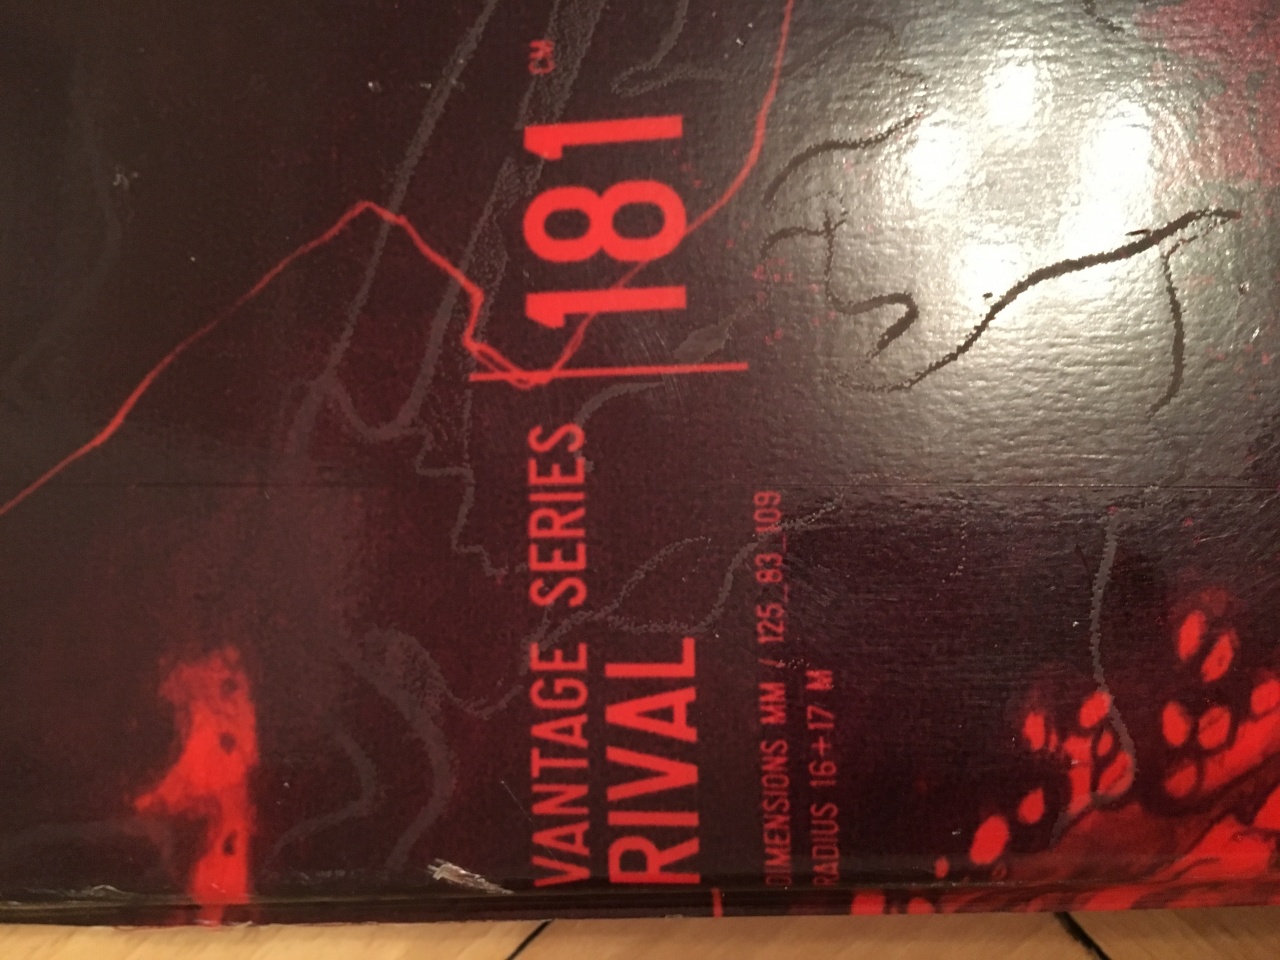 VANTAGE SERIES
RIVAL
181 CM
DIMENSIONS MM / 125_83_109
RADIUS 16+17 M